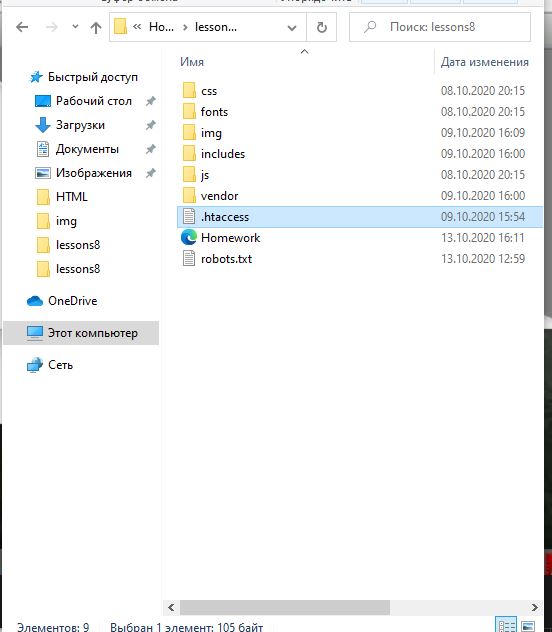 Ho... lesson... Поиск: lessons8
Имя Дата изменения
Быстрый доступ
Рабочий стол
Загрузки
Документы
Изображения
HTML
img
lessons8
lessons8
OneDrive
Этот компьютер
Сеть
css 08.10.2020 20:15
fonts 08.10.2020 20:15
img 09.10.2020 16:09
includes 09.10.2020 16:00
js 08.10.2020 20:15
vendor 09.10.2020 16:00
.htaccess 09.10.2020 15:54
Homework 13.10.2020 16:11
robots.txt 13.10.2020 12:59
Элементов: 9 Выбран 1 элемент: 105 байт